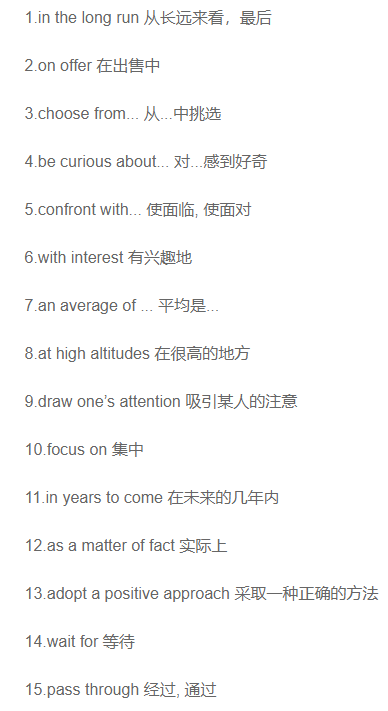 1.in the long run 从长远来看，最后
2.on offer 在出售中
3.choose from... 从...中挑选
4.be curious about... 对...感到好奇
5.confront with... 使面临, 使面对
6.with interest 有兴趣地
7.an average of ... 平均是...
8.at high altitudes 在很高的地方
9.draw one’s attention 吸引某人的注意
10.focus on 集中
11.in years to come 在未来的几年内
12.as a matter of fact 实际上
13.adopt a positive approach 采取一种正确的方法
14.wait for 等待
15.pass through 经过, 通过